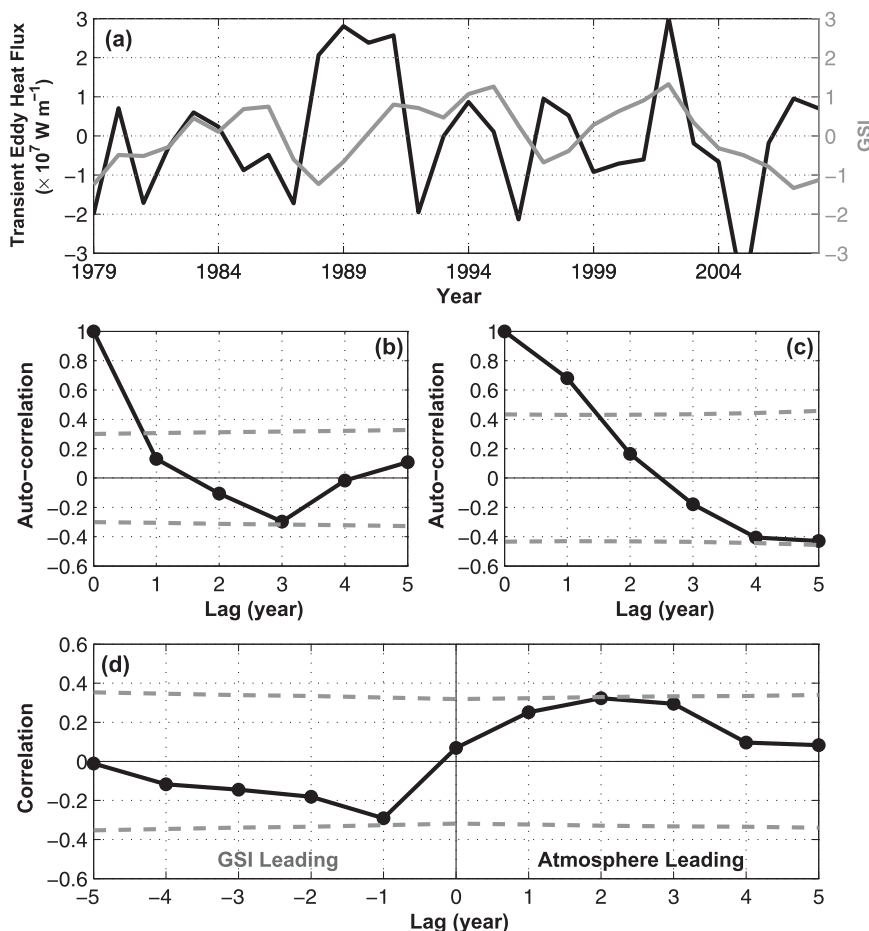 (a)
Transient Eddy Heat Flux
(× 10⁷ W m⁻¹)
3
2
1
0
−1
−2
−3
3
2
1
0
−1
−2
−3
GSI
1979 1984 1989 1994 1999 2004
Year
(b)
Auto−correlation
1
0.8
0.6
0.4
0.2
0
−0.2
−0.4
−0.6
0 1 2 3 4 5
Lag (year)
(c)
Auto−correlation
1
0.8
0.6
0.4
0.2
0
−0.2
−0.4
−0.6
0 1 2 3 4 5
Lag (year)
(d)
Correlation
0.6
0.4
0.2
0
−0.2
−0.4
−0.6
GSI Leading Atmosphere Leading
−5 −4 −3 −2 −1 0 1 2 3 4 5
Lag (year)